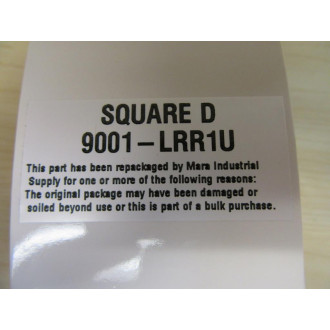 SQUARE D
9001-LRR1U
This part has been repackaged by Mara Industrial
Supply for one or more of the following reasons:
The original package may have been damaged or
soiled beyond use or this is part of a bulk purchase.